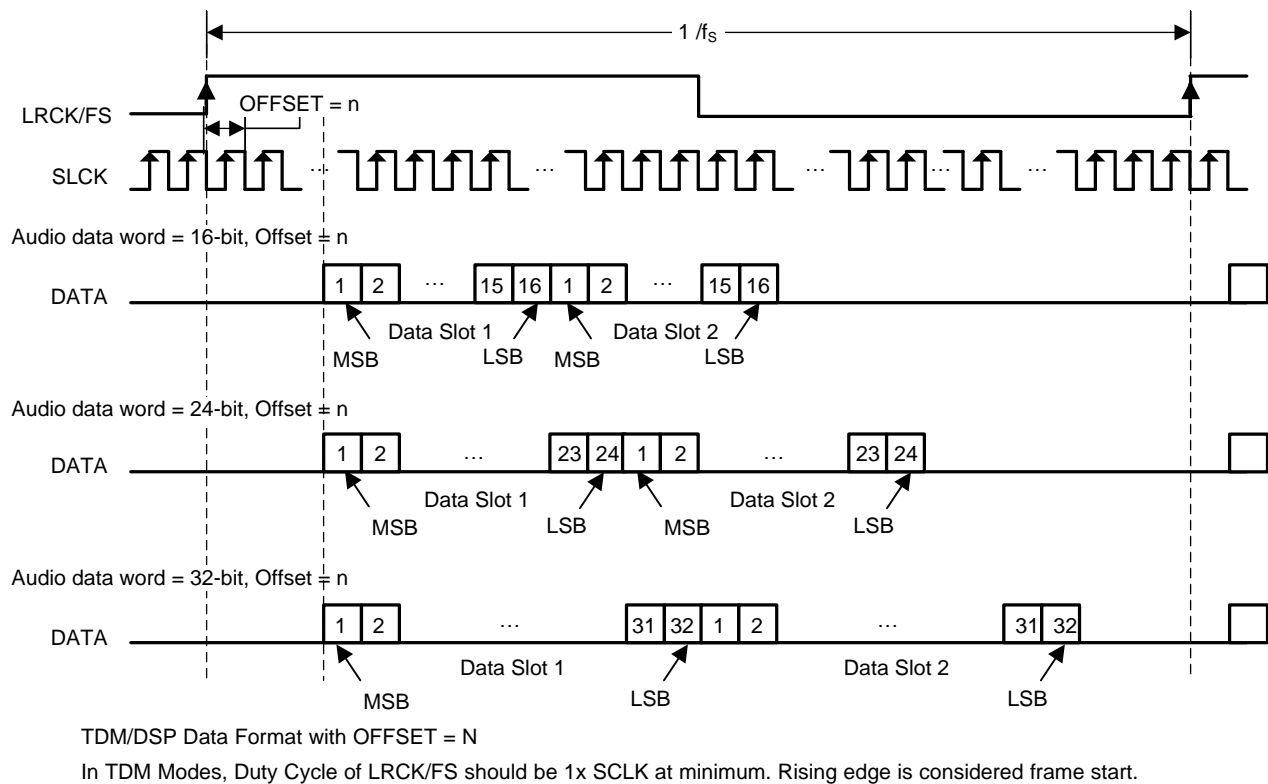 1 /fS
LRCK/FS
OFFSET = n
SLCK ... ... ... ... ...
Audio data word = 16-bit, Offset = n
DATA 1 2 ... 15 16 1 2 ... 15 16
Data Slot 1 Data Slot 2
MSB LSB MSB LSB
Audio data word = 24-bit, Offset = n
DATA 1 2 ... 23 24 1 2 ... 23 24
Data Slot 1 Data Slot 2
MSB LSB MSB LSB
Audio data word = 32-bit, Offset = n
DATA 1 2 ... 31 32 1 2 ... 31 32
Data Slot 1 Data Slot 2
MSB LSB LSB
TDM/DSP Data Format with OFFSET = N
In TDM Modes, Duty Cycle of LRCK/FS should be 1x SCLK at minimum. Rising edge is considered frame start.